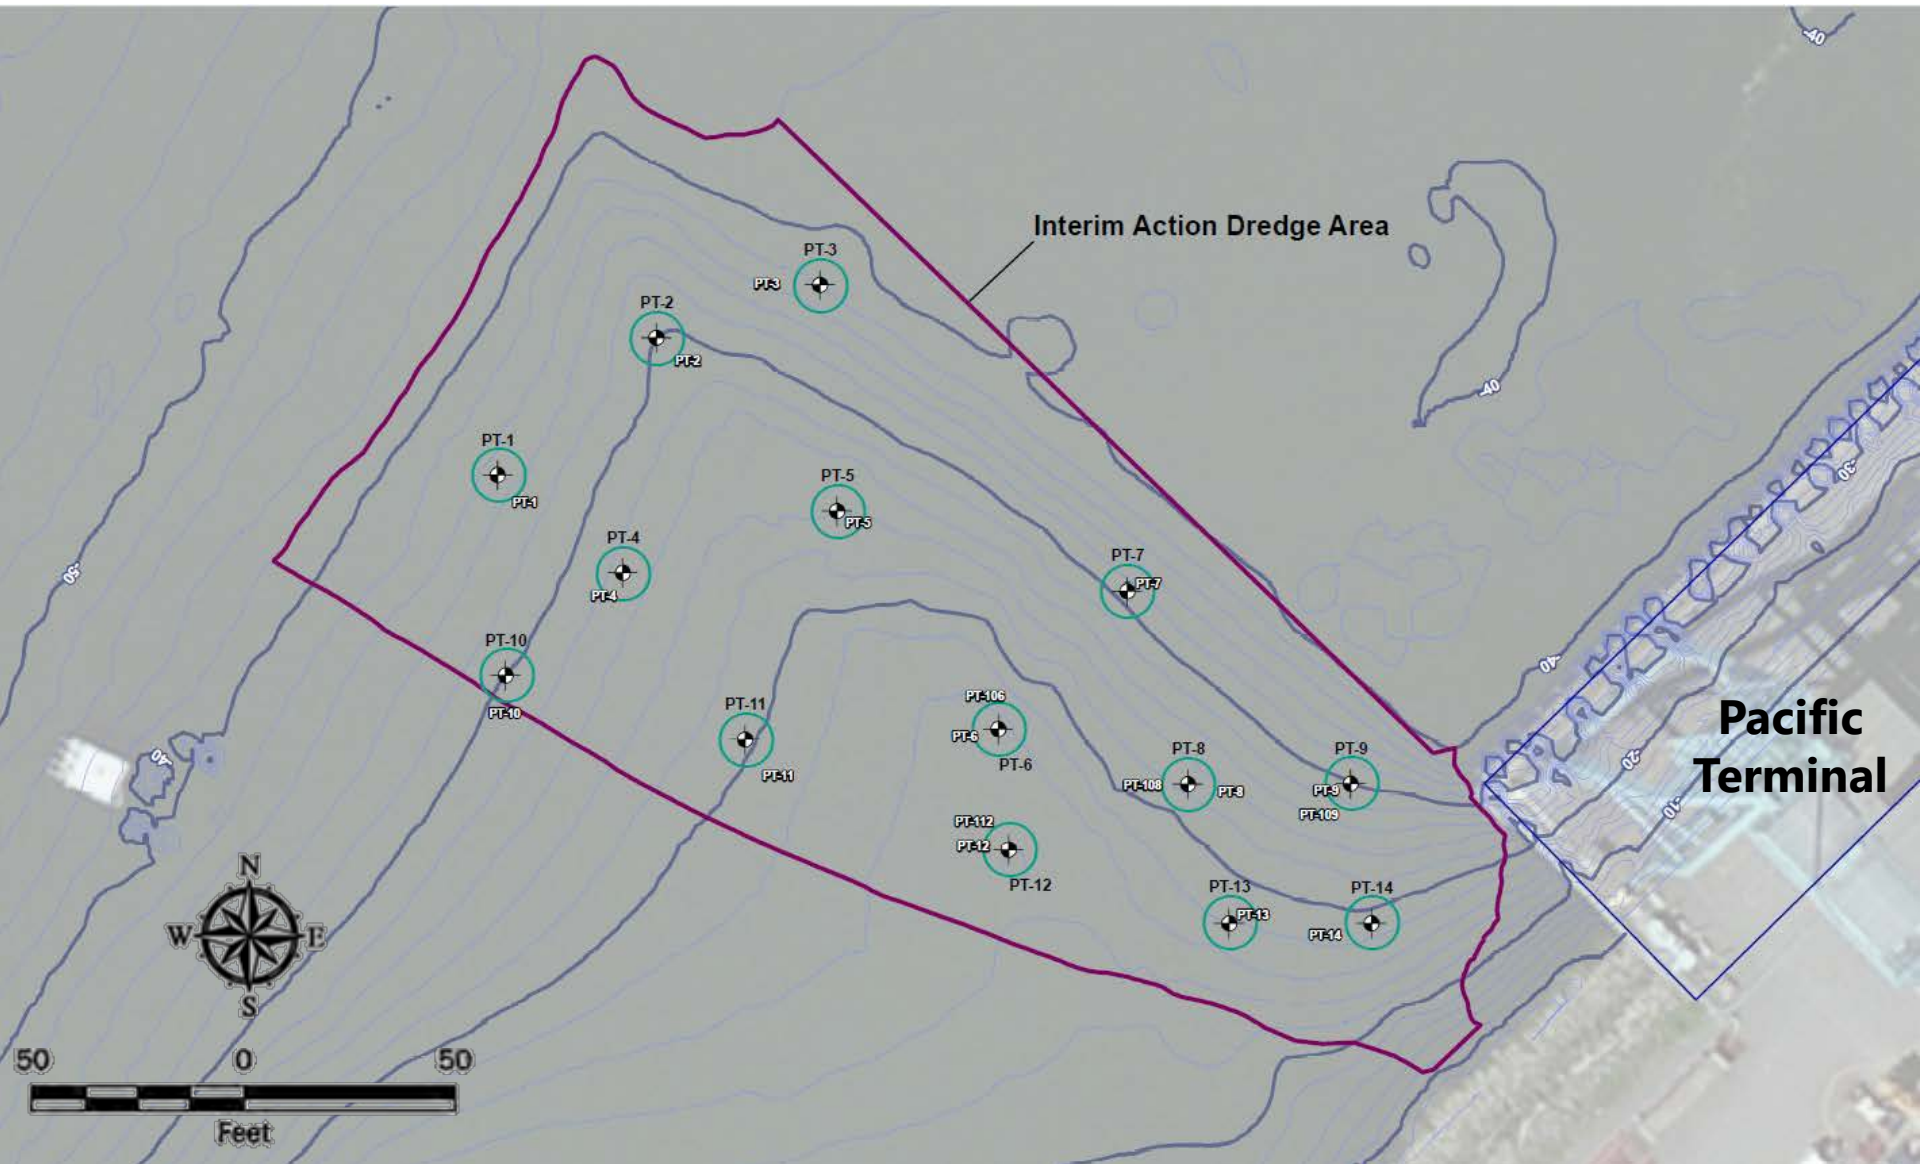 -40
Interim Action Dredge Area
PT-3
PT-3
PT-2
PT-2
-40
PT-1
PT-1
PT-5
PT-5
-30
PT-4
PT-4
-50
PT-7
PT-7
PT-10
PT-10
-40
PT-11
PT-11
PT-106
PT-6
PT-6
PT-8
PT-108
PT-8
PT-9
PT-9
PT-109
Pacific
Terminal
-20
-10
-40
PT-112
PT-12
PT-12
PT-13
PT-13
PT-14
PT-14
N
W
E
S
50
0
50
Feet